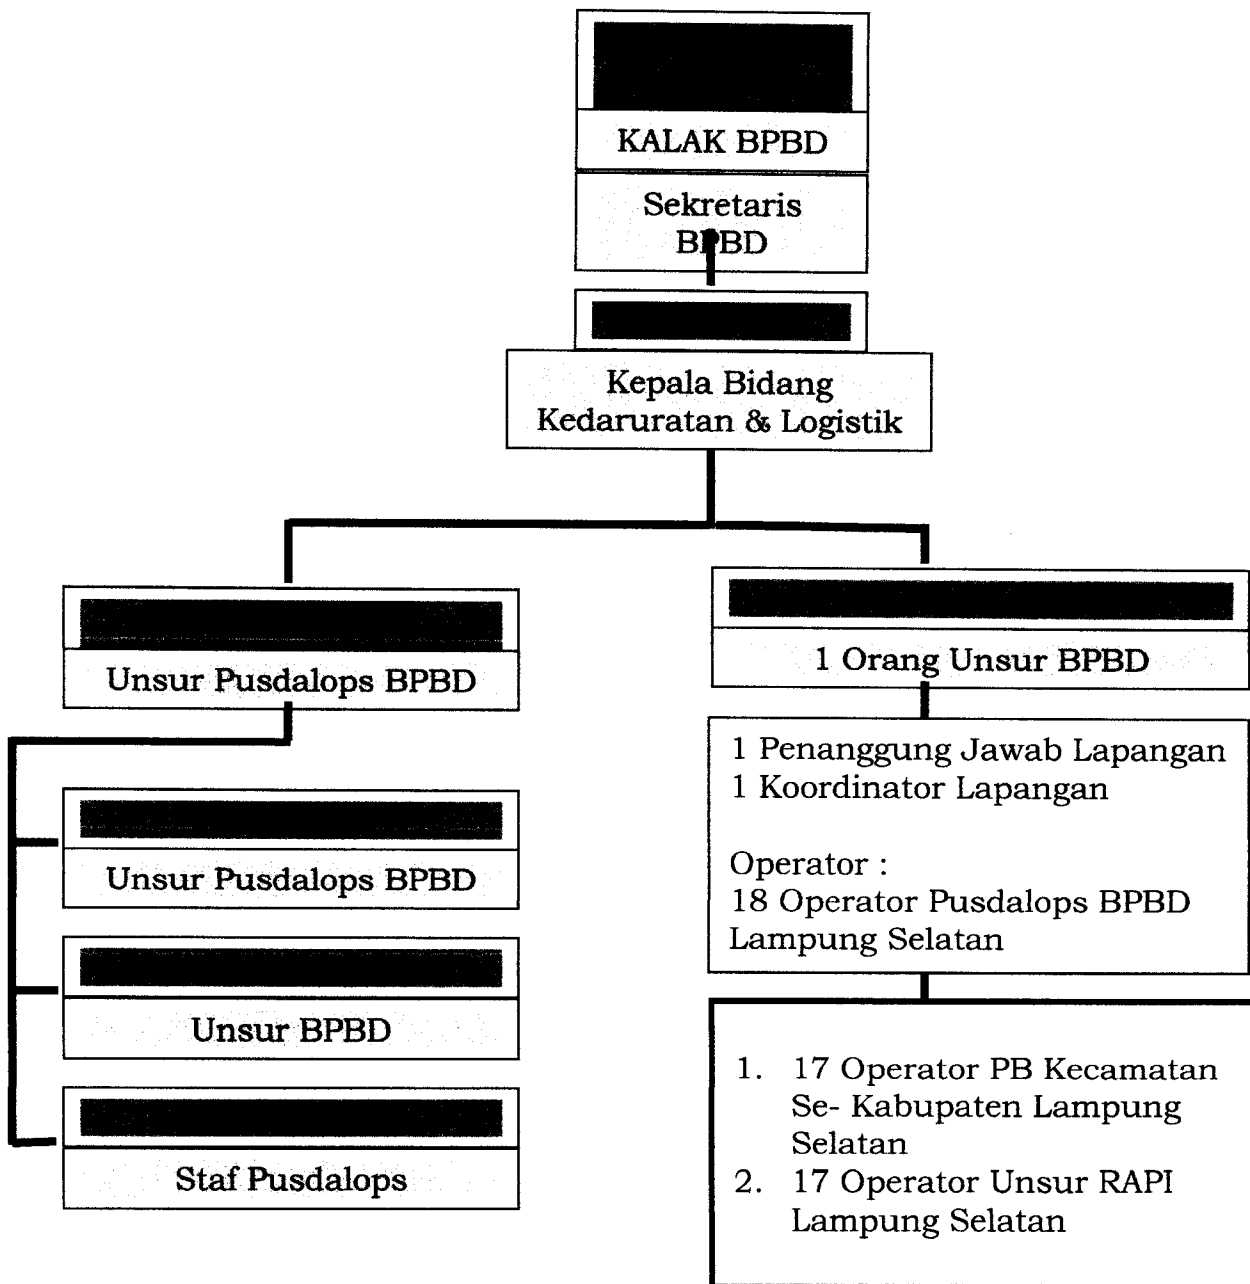 KALAK BPBD
Sekretaris
BPBD
Kepala Bidang
Kedaruratan & Logistik
Unsur Pusdalops BPBD
Unsur Pusdalops BPBD
Unsur BPBD
Staf Pusdalops
1 Orang Unsur BPBD
1 Penanggung Jawab Lapangan
1 Koordinator Lapangan
Operator :
18 Operator Pusdalops BPBD
Lampung Selatan
1. 17 Operator PB Kecamatan
Se- Kabupaten Lampung
Selatan
2. 17 Operator Unsur RAPI
Lampung Selatan